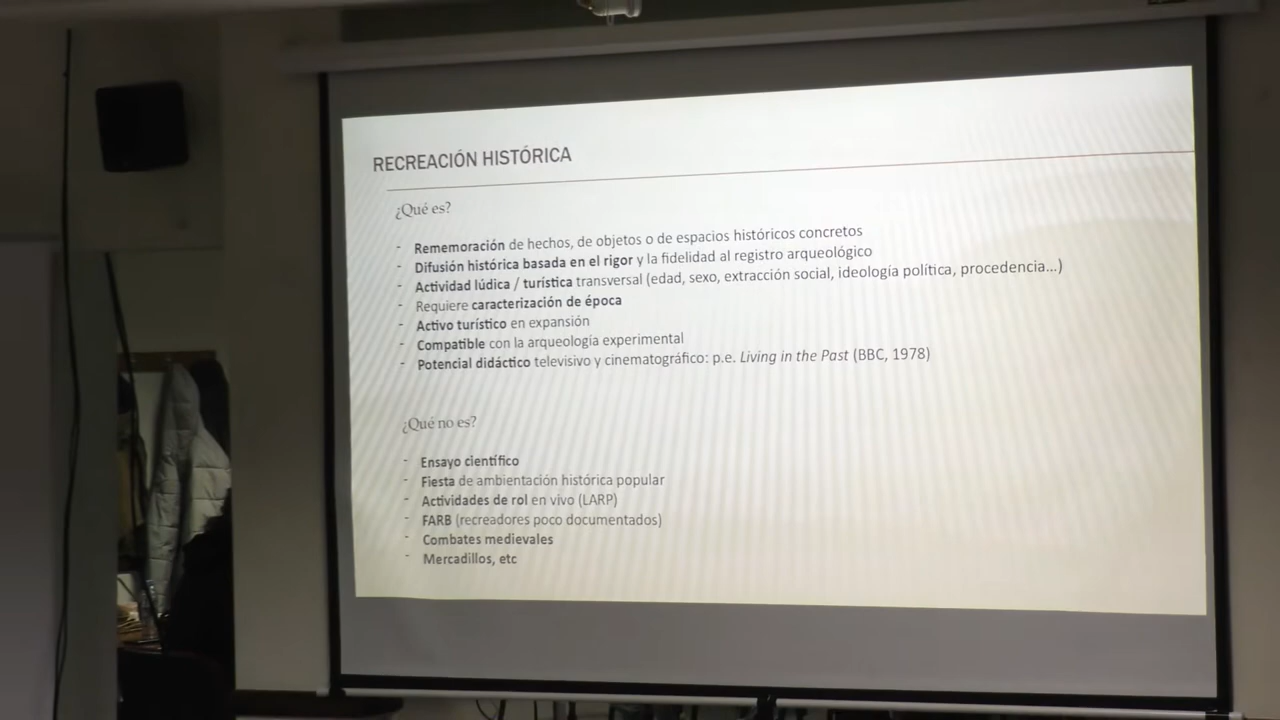 RECREACIÓN HISTÓRICA
¿Qué es?
- Rememoración de hechos, de objetos o de espacios históricos concretos
- Difusión histórica basada en el rigor y la fidelidad al registro arqueológico
- Actividad lúdica / turística transversal (edad, sexo, extracción social, ideología política, procedencia...)
- Requiere caracterización de época
- Activo turístico en expansión
- Compatible con la arqueología experimental
- Potencial didáctico televisivo y cinematográfico: p.e. Living in the Past (BBC, 1978)
¿Qué no es?
- Ensayo científico
- Fiesta de ambientación histórica popular
- Actividades de rol en vivo (LARP)
- FARB (recreadores poco documentados)
- Combates medievales
- Mercadillos, etc